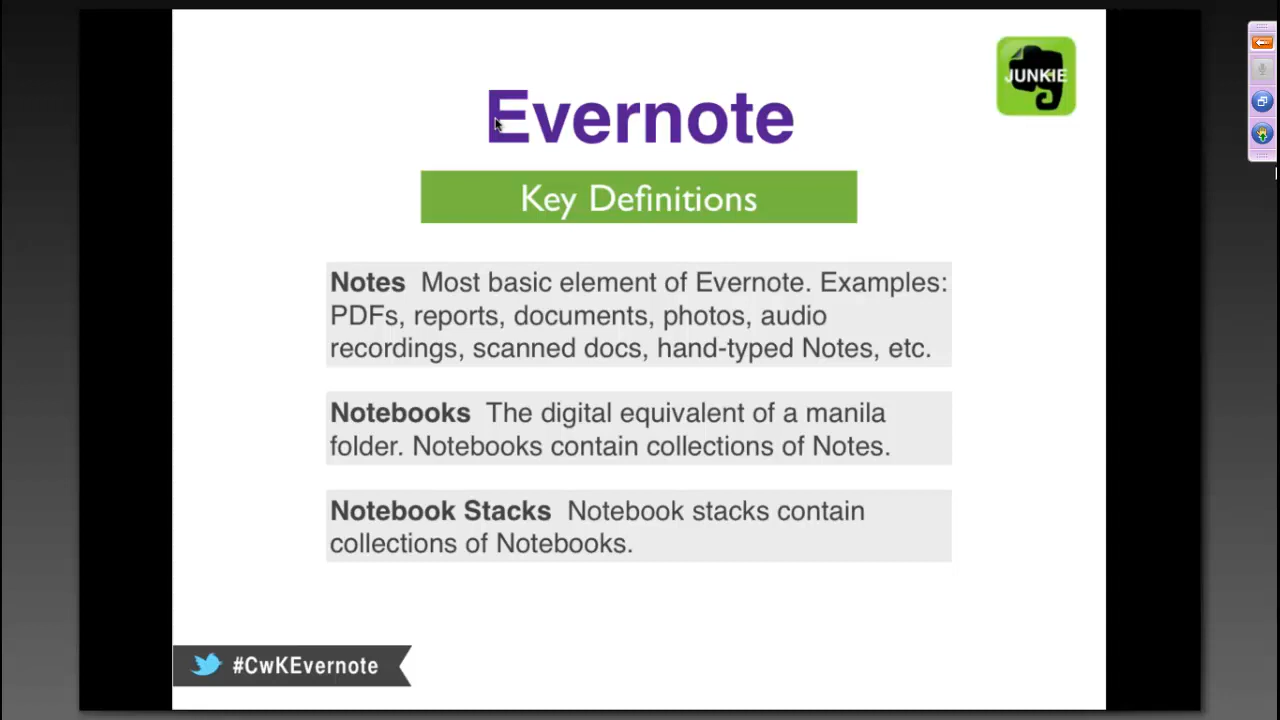 JUNKIE
Evernote
Key Definitions
Notes  Most basic element of Evernote. Examples:
PDFs, reports, documents, photos, audio
recordings, scanned docs, hand-typed Notes, etc.
Notebooks  The digital equivalent of a manila
folder. Notebooks contain collections of Notes.
Notebook Stacks  Notebook stacks contain
collections of Notebooks.
#CwKEvernote